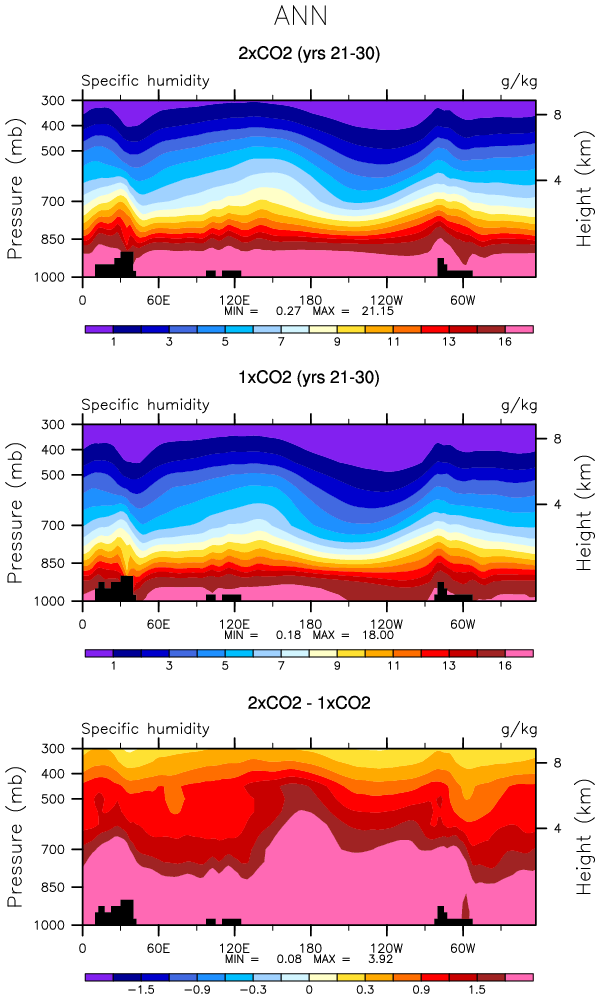 ANN
2xCO2 (yrs 21-30)
Specific humidity g/kg
300
400
500
700
850
1000
Pressure (mb)
8
4
Height (km)
0 60E 120E 180 120W 60W
MIN = 0.27 MAX = 21.15
1 3 5 7 9 11 13 16
1xCO2 (yrs 21-30)
Specific humidity g/kg
300
400
500
700
850
1000
Pressure (mb)
8
4
Height (km)
0 60E 120E 180 120W 60W
MIN = 0.18 MAX = 18.00
1 3 5 7 9 11 13 16
2xCO2 - 1xCO2
Specific humidity g/kg
300
400
500
700
850
1000
Pressure (mb)
8
4
Height (km)
0 60E 120E 180 120W 60W
MIN = 0.08 MAX = 3.92
−1.5 −0.9 −0.3 0 0.3 0.9 1.5